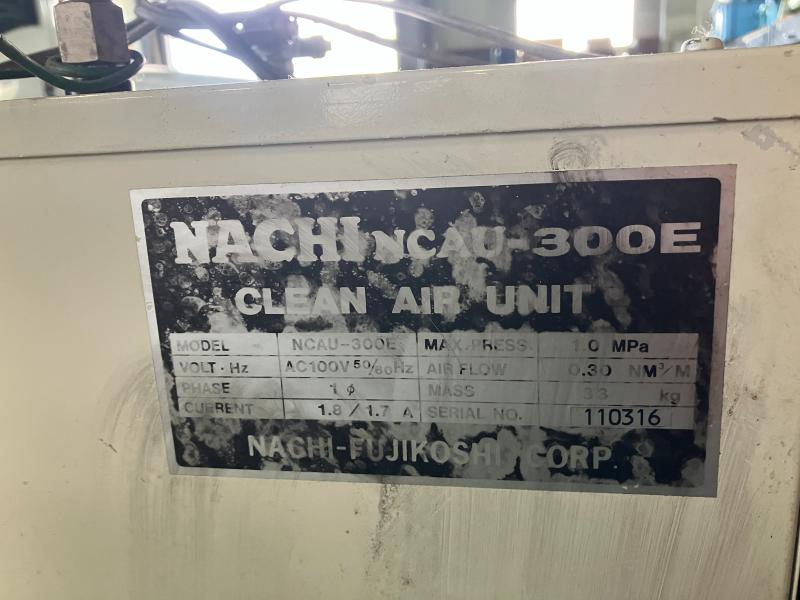 NACHI NCAU-300E
CLEAN AIR UNIT
MODEL NCAU-300E MAX.PRESS 1.0 MPa
VOLT·Hz AC100V 50/60Hz AIR FLOW 0.30 NM³/M
PHASE 1ϕ MASS 33 kg
CURRENT 1.8/1.7 A SERIAL NO. 110316
NACHI-FUJIKOSHI CORP.